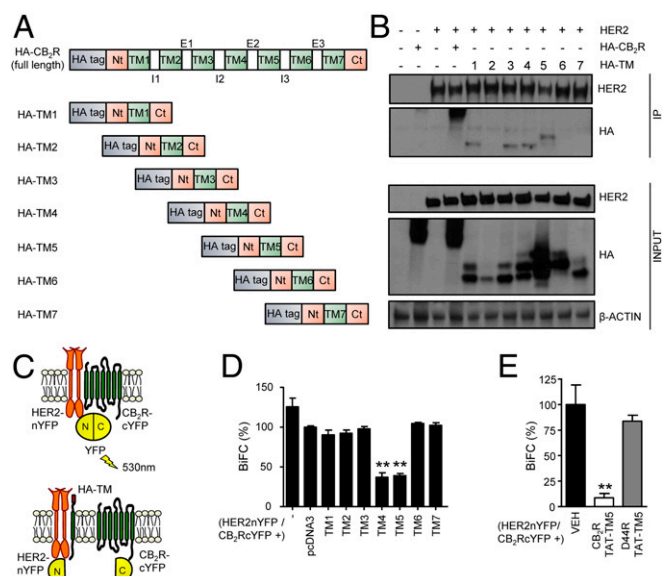 A
HA-CB2R
(full length)
E1 E2 E3
HA tag Nt TM1 TM2 TM3 TM4 TM5 TM6 TM7 Ct
I1 I2 I3
HA-TM1 HA tag Nt TM1 Ct
HA-TM2 HA tag Nt TM2 Ct
HA-TM3 HA tag Nt TM3 Ct
HA-TM4 HA tag Nt TM4 Ct
HA-TM5 HA tag Nt TM5 Ct
HA-TM6 HA tag Nt TM6 Ct
HA-TM7 HA tag Nt TM7 Ct
B
- - + + + + + + + + + HER2
- + - + - - - - - - - HA-CB2R
- - - - 1 2 3 4 5 6 7 HA-TM
HER2
HA
IP
HER2
HA
β-ACTIN
INPUT
C
HER2-
nYFP
N C
CB2R-
cYFP
YFP
530nm
HA-TM
HER2-
nYFP
N
C
CB2R-
cYFP
D
BiFC (%)
150
100
50
0
** **
(HER2nYFP /
CB2RcYFP +)
- pcDNA3 TM1 TM2 TM3 TM4 TM5 TM6 TM7
E
BiFC (%)
125
100
75
50
25
0
**
(HER2nYFP/
CB2RcYFP +)
VEH
CB2R
TAT-TM5
D44R
TAT-TM5